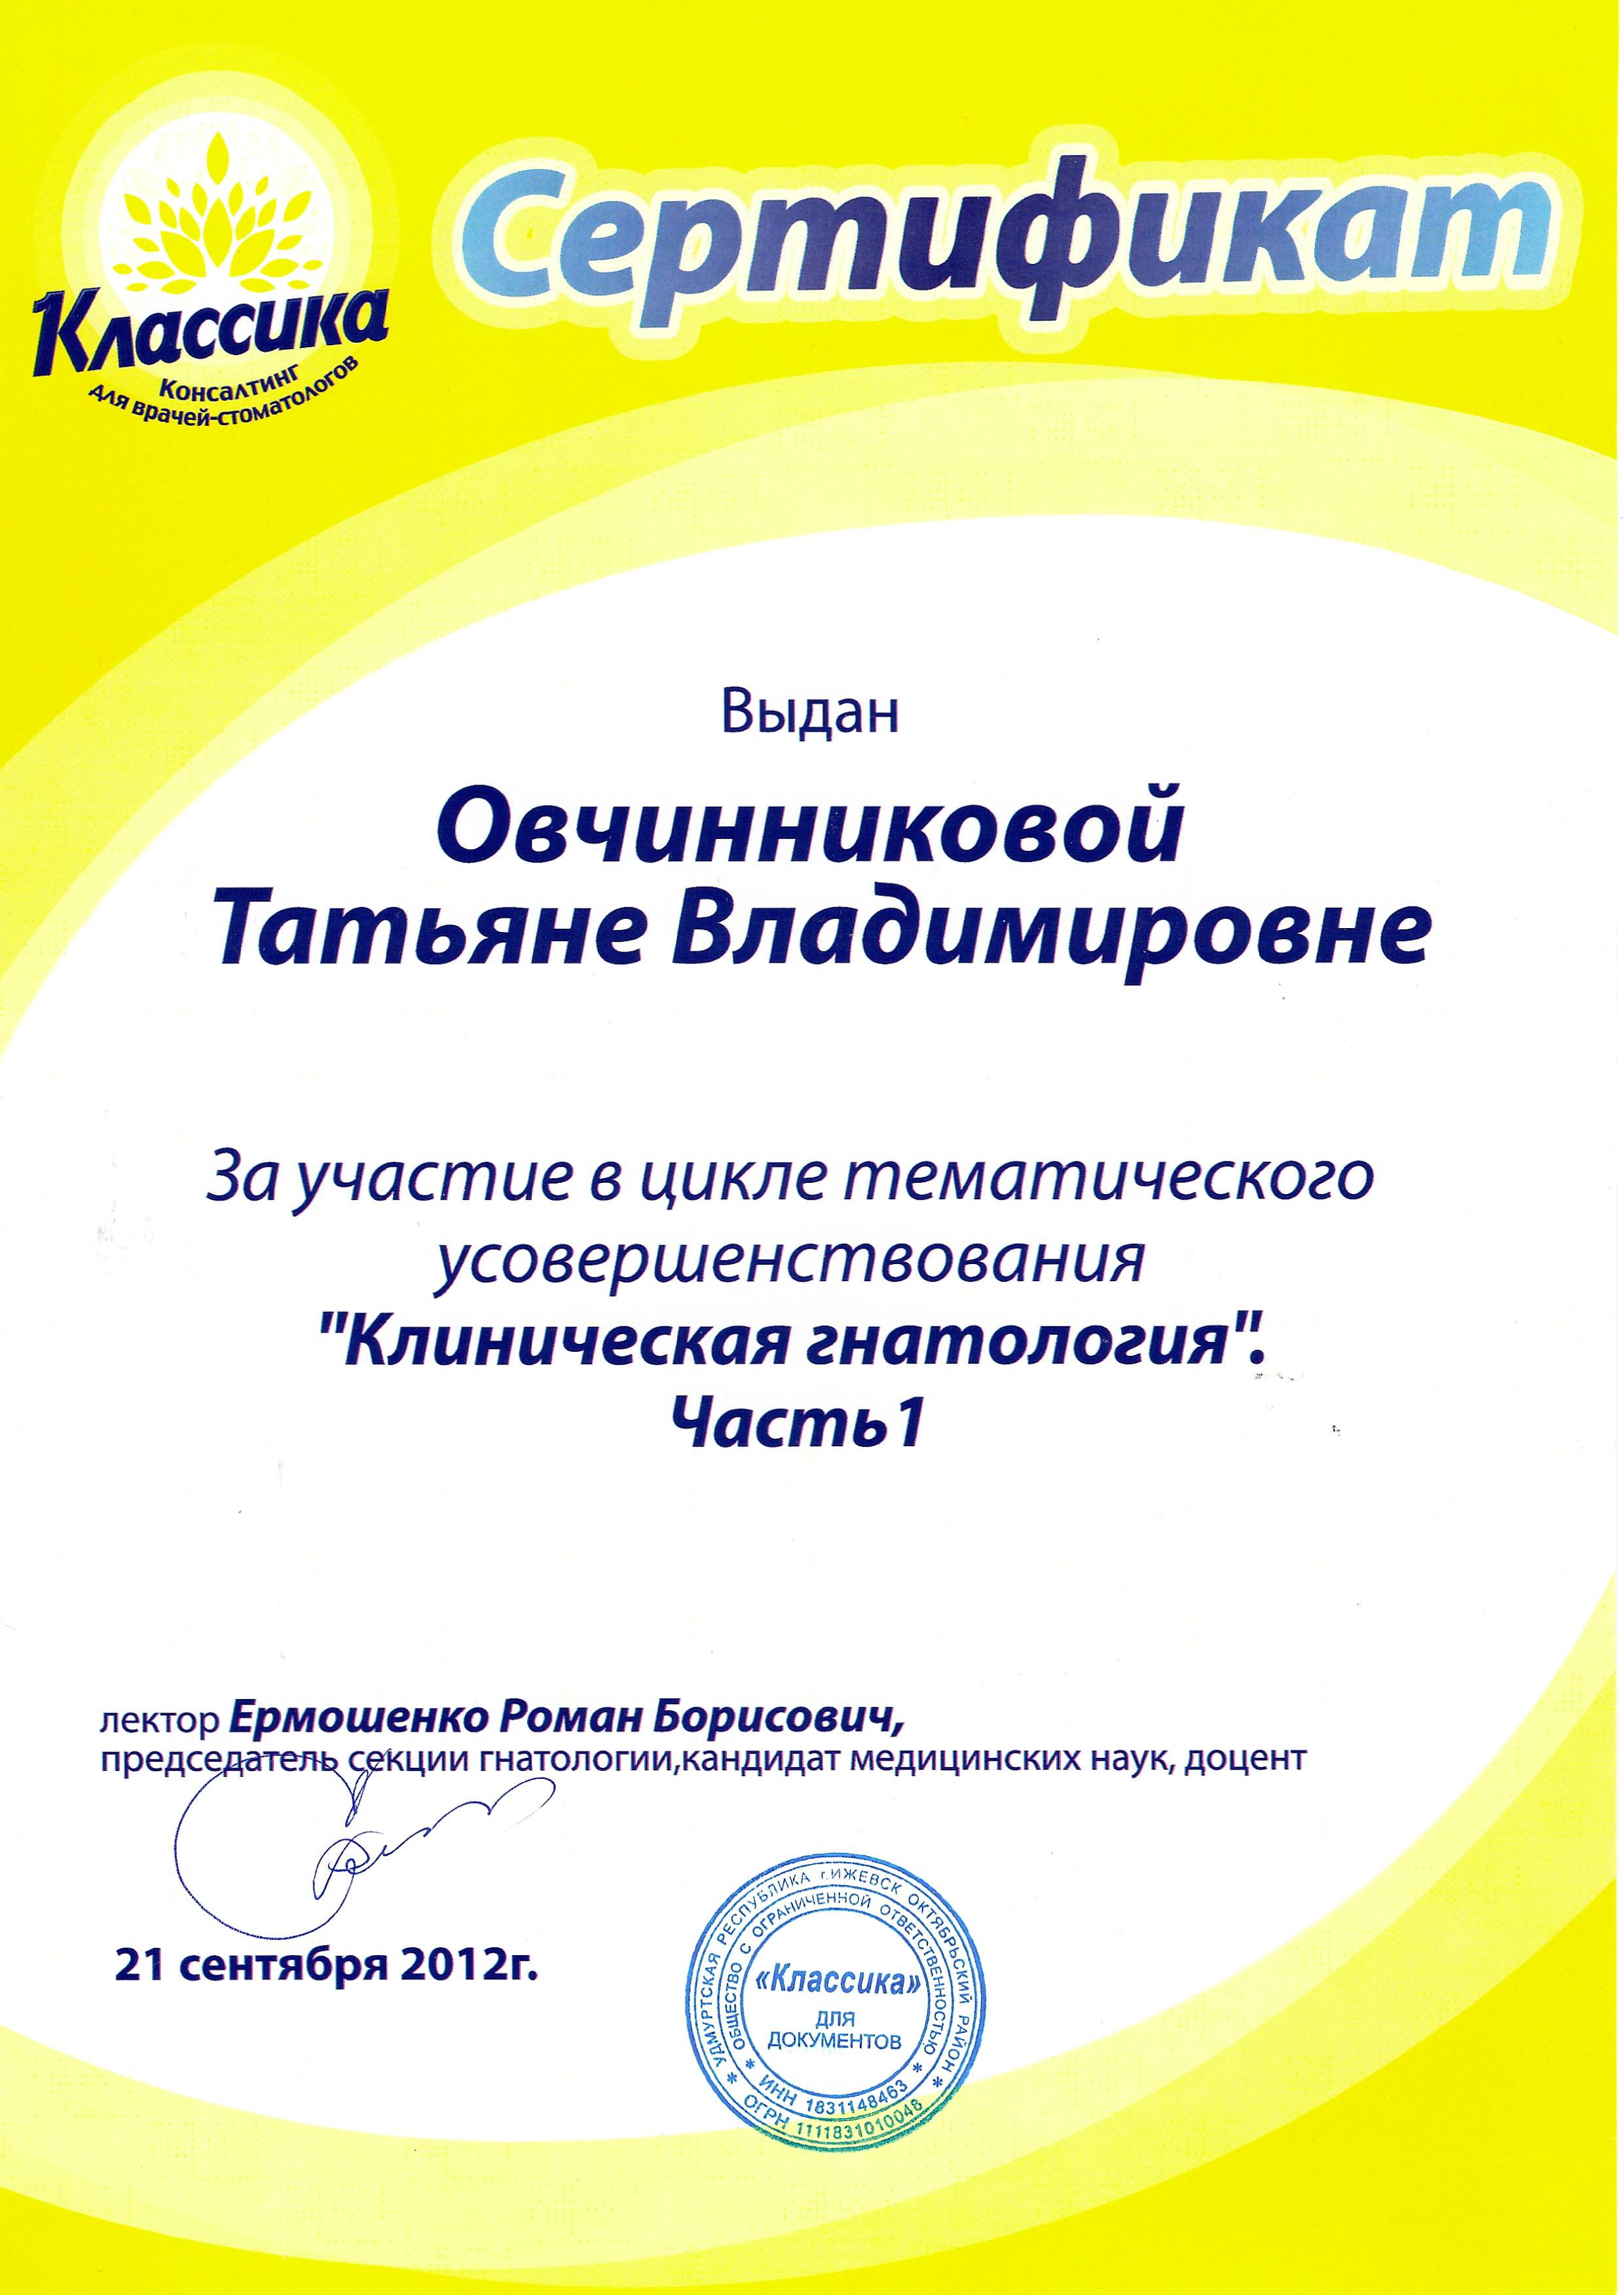 Классика
Консалтинг
для врачей-стоматологов
Сертификат
Выдан
Овчинниковой
Татьяне Владимировне
За участие в цикле тематического
усовершенствования
"Клиническая гнатология".
Часть1
лектор Ермошенко Роман Борисович,
председатель секции гнатологии,кандидат медицинских наук, доцент
21 сентября 2012г.
* УДМУРТСКАЯ РЕСПУБЛИКА г.ИЖЕВСК ОКТЯБРЬСКИЙ РАЙОН *
* ОБЩЕСТВО С ОГРАНИЧЕННОЙ ОТВЕТСТВЕННОСТЬЮ *
«Классика»
ДЛЯ
ДОКУМЕНТОВ
ИНН 1831148463
ОГРН 1111831010048